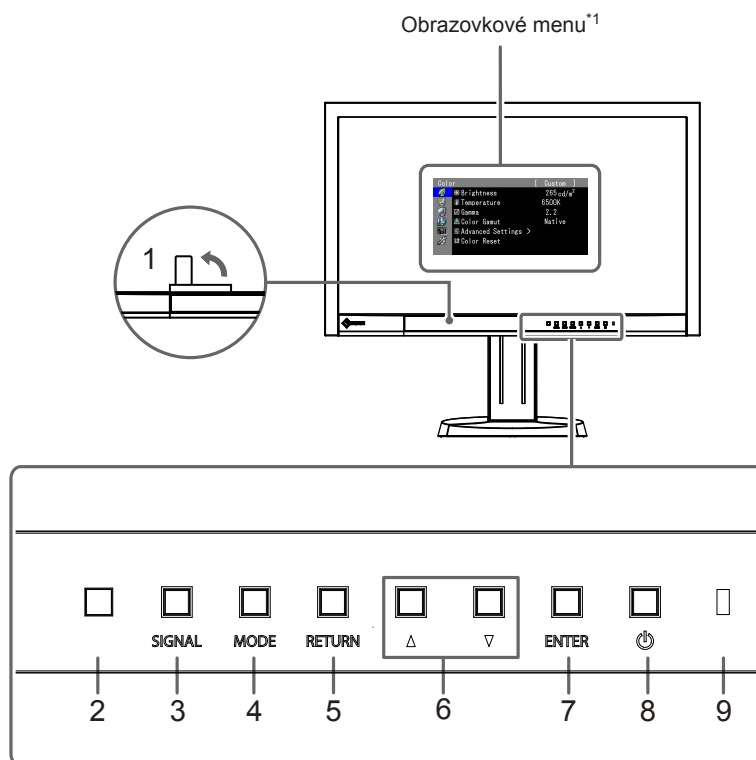 Obrazovkové menu*1
Color [ Custom ]
Brightness 265 cd/m²
Temperature 6500K
Gamma 2.2
Color Gamut Native
Advanced Settings >
Color Reset
1
SIGNAL MODE RETURN △ ▽ ENTER
2 3 4 5 6 7 8 9